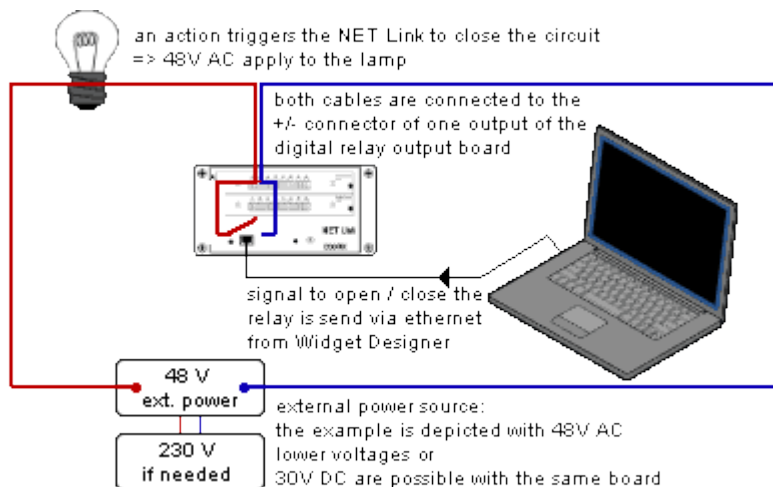 an action triggers the NET Link to close the circuit
=> 48V AC apply to the lamp
both cables are connected to the
+/- connector of one output of the
digital relay output board
NET Link
signal to open / close the
relay is send via ethernet
from Widget Designer
48 V
ext. power
230 V
if needed
external power source:
the example is depicted with 48V AC
lower voltages or
30V DC are possible with the same board